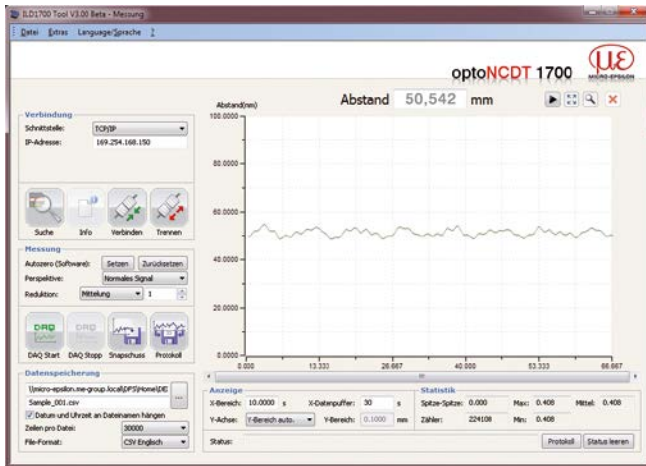 ILD1700 Tool V3.00 Beta - Messung
Datei Extras Language/Sprache ?
optoNCDT 1700
MICRO-EPSILON
Abstand 50,542 mm
Verbindung
Schnittstelle: TCP/IP
IP-Adresse: 169.254.168.150
Suche Info Verbinden Trennen
Messung
Autozero (Software): Setzen Zurücksetzen
Perspektive: Normales Signal
Reduktion: Mittelung 1
DAQ DAQ
DAQ Start DAQ Stopp Snapschuss Protokoll
Datenspeicherung
\\micro-epsilon.me-group.local\DFS\Home\DE
Sample_001.csv ...
Datum und Uhrzeit an Dateinamen hängen
Zeilen pro Datei: 30000
File-Format: CSV Englisch
Abstand(mm)
100.0000
80.0000
60.0000
40.0000
20.0000
0.0000
0.000 13.333 26.667 40.000 53.333 66.667
Anzeige
X-Bereich: 10.0000 s X-Datenpuffer: 30 s
Y-Achse: Y-Bereich auto. Y-Bereich: 0.1000 mm
Statistik
Spitze-Spitze: 0.000 Max: 0.408 Mittel: 0.408
Zähler: 224108 Min: 0.408
Status: Protokoll Status leeren